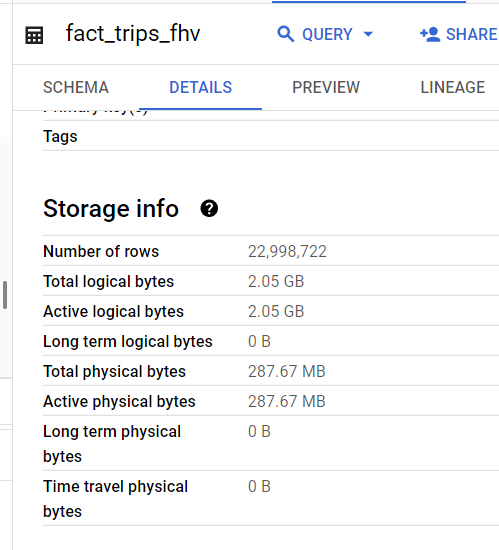 fact_trips_fhv
QUERY
SHARE
SCHEMA
DETAILS
PREVIEW
LINEAGE
Primary key(s)
Tags
Storage info
Number of rows 22,998,722
Total logical bytes 2.05 GB
Active logical bytes 2.05 GB
Long term logical bytes 0 B
Total physical bytes 287.67 MB
Active physical bytes 287.67 MB
Long term physical 0 B
bytes
Time travel physical 0 B
bytes